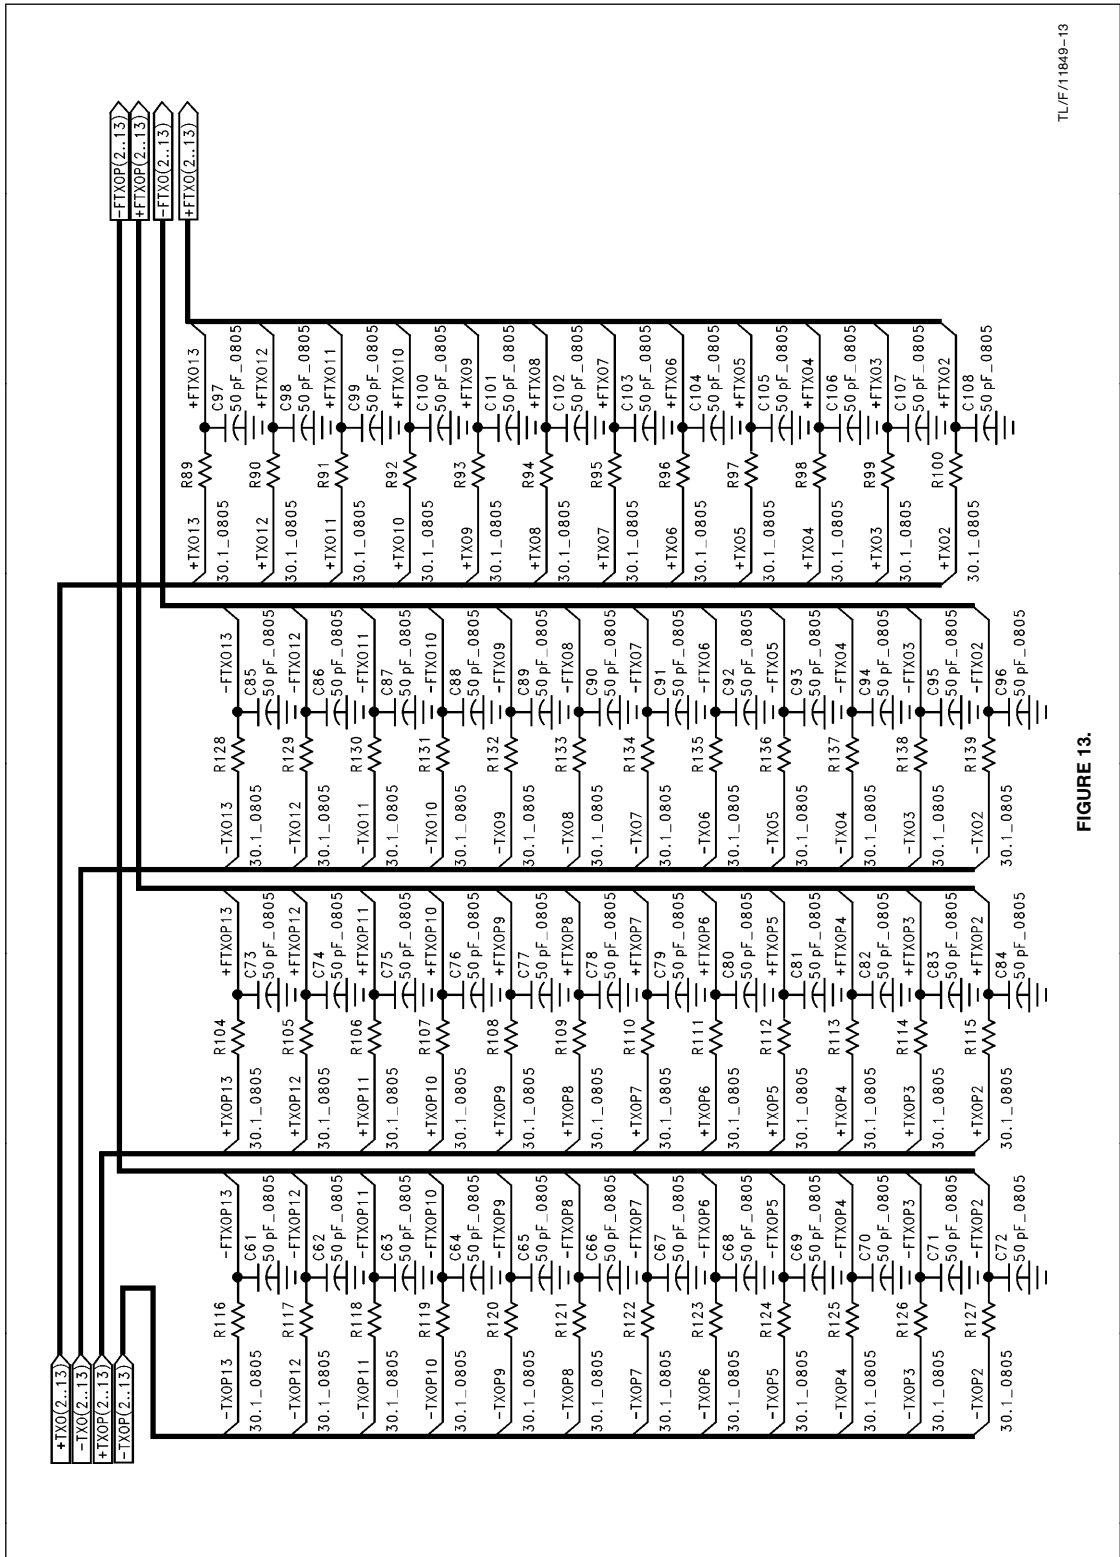 +TXO(2..13)
-TXO(2..13)
+TXOP(2..13)
-TXOP(2..13)
-FTXOP(2..13)
+FTXOP(2..13)
-FTXO(2..13)
+FTXO(2..13)
-TXOP13 R116 -FTXOP13
30.1_0805 C61 50 pF_0805
-TXOP12 R117 -FTXOP12
30.1_0805 C62 50 pF_0805
-TXOP11 R118 -FTXOP11
30.1_0805 C63 50 pF_0805
-TXOP10 R119 -FTXOP10
30.1_0805 C64 50 pF_0805
-TXOP9 R120 -FTXOP9
30.1_0805 C65 50 pF_0805
-TXOP8 R121 -FTXOP8
30.1_0805 C66 50 pF_0805
-TXOP7 R122 -FTXOP7
30.1_0805 C67 50 pF_0805
-TXOP6 R123 -FTXOP6
30.1_0805 C68 50 pF_0805
-TXOP5 R124 -FTXOP5
30.1_0805 C69 50 pF_0805
-TXOP4 R125 -FTXOP4
30.1_0805 C70 50 pF_0805
-TXOP3 R126 -FTXOP3
30.1_0805 C71 50 pF_0805
-TXOP2 R127 -FTXOP2
30.1_0805 C72 50 pF_0805
+TXOP13 R104 +FTXOP13
30.1_0805 C73 50 pF_0805
+TXOP12 R105 +FTXOP12
30.1_0805 C74 50 pF_0805
+TXOP11 R106 +FTXOP11
30.1_0805 C75 50 pF_0805
+TXOP10 R107 +FTXOP10
30.1_0805 C76 50 pF_0805
+TXOP9 R108 +FTXOP9
30.1_0805 C77 50 pF_0805
+TXOP8 R109 +FTXOP8
30.1_0805 C78 50 pF_0805
+TXOP7 R110 +FTXOP7
30.1_0805 C79 50 pF_0805
+TXOP6 R111 +FTXOP6
30.1_0805 C80 50 pF_0805
+TXOP5 R112 +FTXOP5
30.1_0805 C81 50 pF_0805
+TXOP4 R113 +FTXOP4
30.1_0805 C82 50 pF_0805
+TXOP3 R114 +FTXOP3
30.1_0805 C83 50 pF_0805
+TXOP2 R115 +FTXOP2
30.1_0805 C84 50 pF_0805
-TXO13 R128 -FTXO13
30.1_0805 C85 50 pF_0805
-TXO12 R129 -FTXO12
30.1_0805 C86 50 pF_0805
-TXO11 R130 -FTXO11
30.1_0805 C87 50 pF_0805
-TXO10 R131 -FTXO10
30.1_0805 C88 50 pF_0805
-TXO9 R132 -FTXO9
30.1_0805 C89 50 pF_0805
-TXO8 R133 -FTXO8
30.1_0805 C90 50 pF_0805
-TXO7 R134 -FTXO7
30.1_0805 C91 50 pF_0805
-TXO6 R135 -FTXO6
30.1_0805 C92 50 pF_0805
-TXO5 R136 -FTXO5
30.1_0805 C93 50 pF_0805
-TXO4 R137 -FTXO4
30.1_0805 C94 50 pF_0805
-TXO3 R138 -FTXO3
30.1_0805 C95 50 pF_0805
-TXO2 R139 -FTXO2
30.1_0805 C96 50 pF_0805
+TXO13 R89 +FTXO13
30.1_0805 C97 50 pF_0805
+TXO12 R90 +FTXO12
30.1_0805 C98 50 pF_0805
+TXO11 R91 +FTXO11
30.1_0805 C99 50 pF_0805
+TXO10 R92 +FTXO10
30.1_0805 C100 50 pF_0805
+TXO9 R93 +FTXO9
30.1_0805 C101 50 pF_0805
+TXO8 R94 +FTXO8
30.1_0805 C102 50 pF_0805
+TXO7 R95 +FTXO7
30.1_0805 C103 50 pF_0805
+TXO6 R96 +FTXO6
30.1_0805 C104 50 pF_0805
+TXO5 R97 +FTXO5
30.1_0805 C105 50 pF_0805
+TXO4 R98 +FTXO4
30.1_0805 C106 50 pF_0805
+TXO3 R99 +FTXO3
30.1_0805 C107 50 pF_0805
+TXO2 R100 +FTXO2
30.1_0805 C108 50 pF_0805
TL/F/11849-13
FIGURE 13.